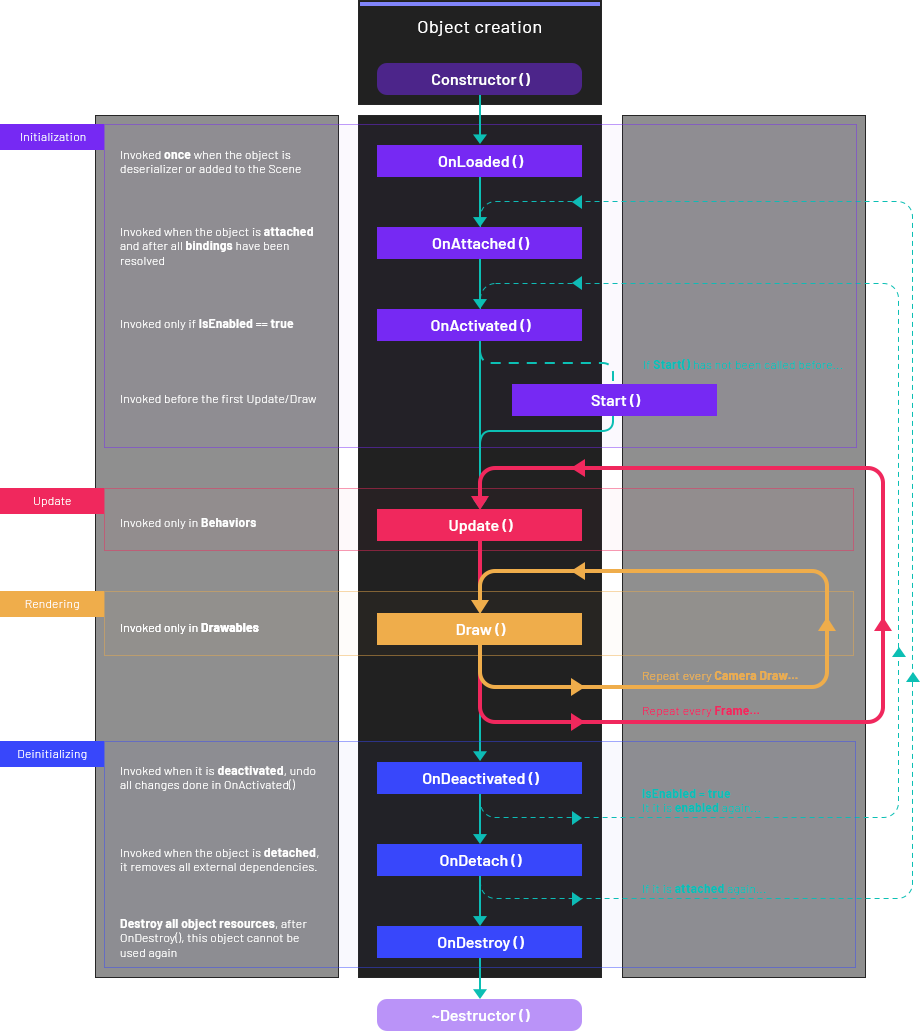 Object creation
Constructor ()
Initialization
Invoked once when the object is
deserializer or added to the Scene
OnLoaded ()
Invoked when the object is attached
and after all bindings have been
resolved
OnAttached ()
Invoked only if IsEnabled == true
OnActivated ()
Start()
Invoked before the first Update/Draw
Start ()
Update
Invoked only in Behaviors
Update ()
Rendering
Invoked only in Drawables
Draw ()
Repeat every Camera Draw...
Repeat every Frame...
Deinitializing
Invoked when it is deactivated, undo
all changes done in OnActivated()
OnDeactivated ()
IsEnabled = True
enabled
Invoked when the object is detached,
it removes all external dependencies.
OnDetach ()
attached
Destroy all object resources, after
OnDestroy(), this object cannot be
used again
OnDestroy ()
~Destructor ()